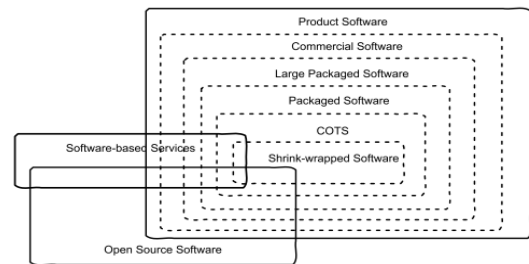 Product Software
Commercial Software
Large Packaged Software
Packaged Software
COTS
Software-based Services
Shrink-wrapped Software
Open Source Software